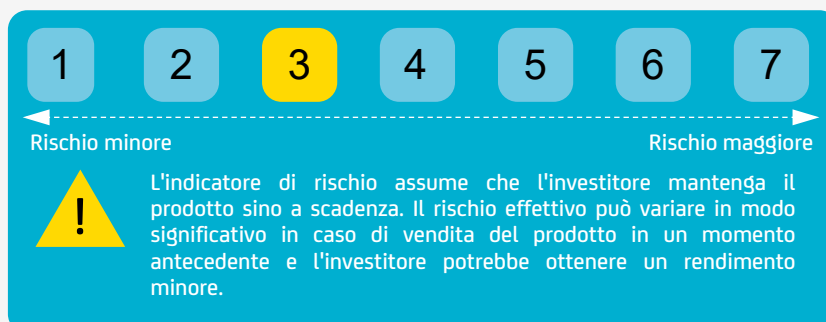 1 2 3 4 5 6 7
Rischio minore Rischio maggiore
!
L'indicatore di rischio assume che l'investitore mantenga il
prodotto sino a scadenza. Il rischio effettivo può variare in modo
significativo in caso di vendita del prodotto in un momento
antecedente e l'investitore potrebbe ottenere un rendimento
minore.